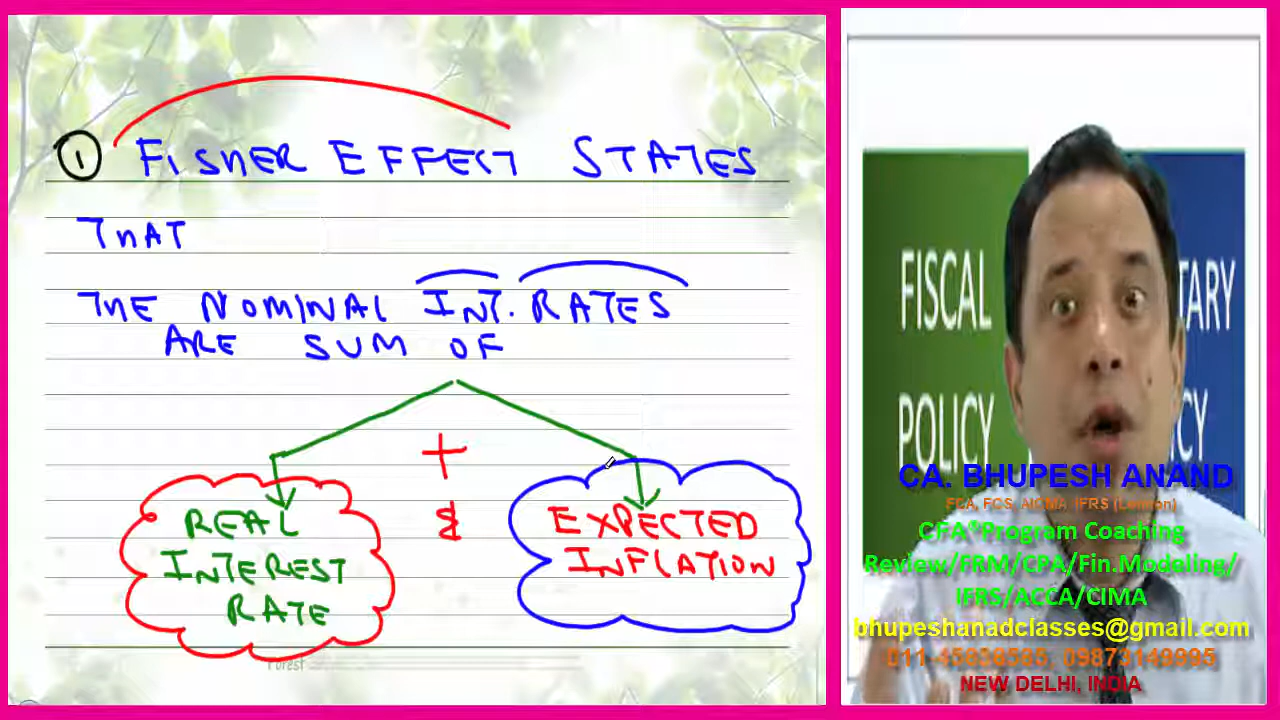 1 FISHER EFFECT STATES
THAT
THE NOMINAL INT. RATES
ARE SUM OF
+
REAL
INTEREST
RATE
&
EXPECTED
INFLATION
Forest
FISCAL
POLICY
TARY
CY
CA. BHUPESH ANAND
FCA, FCS, AICMA, IFRS (London)
CFA®Program Coaching
Review/FRM/CPA/Fin.Modeling/
IFRS/ACCA/CIMA
bhupeshanadclasses@gmail.com
NEW DELHI, INDIA